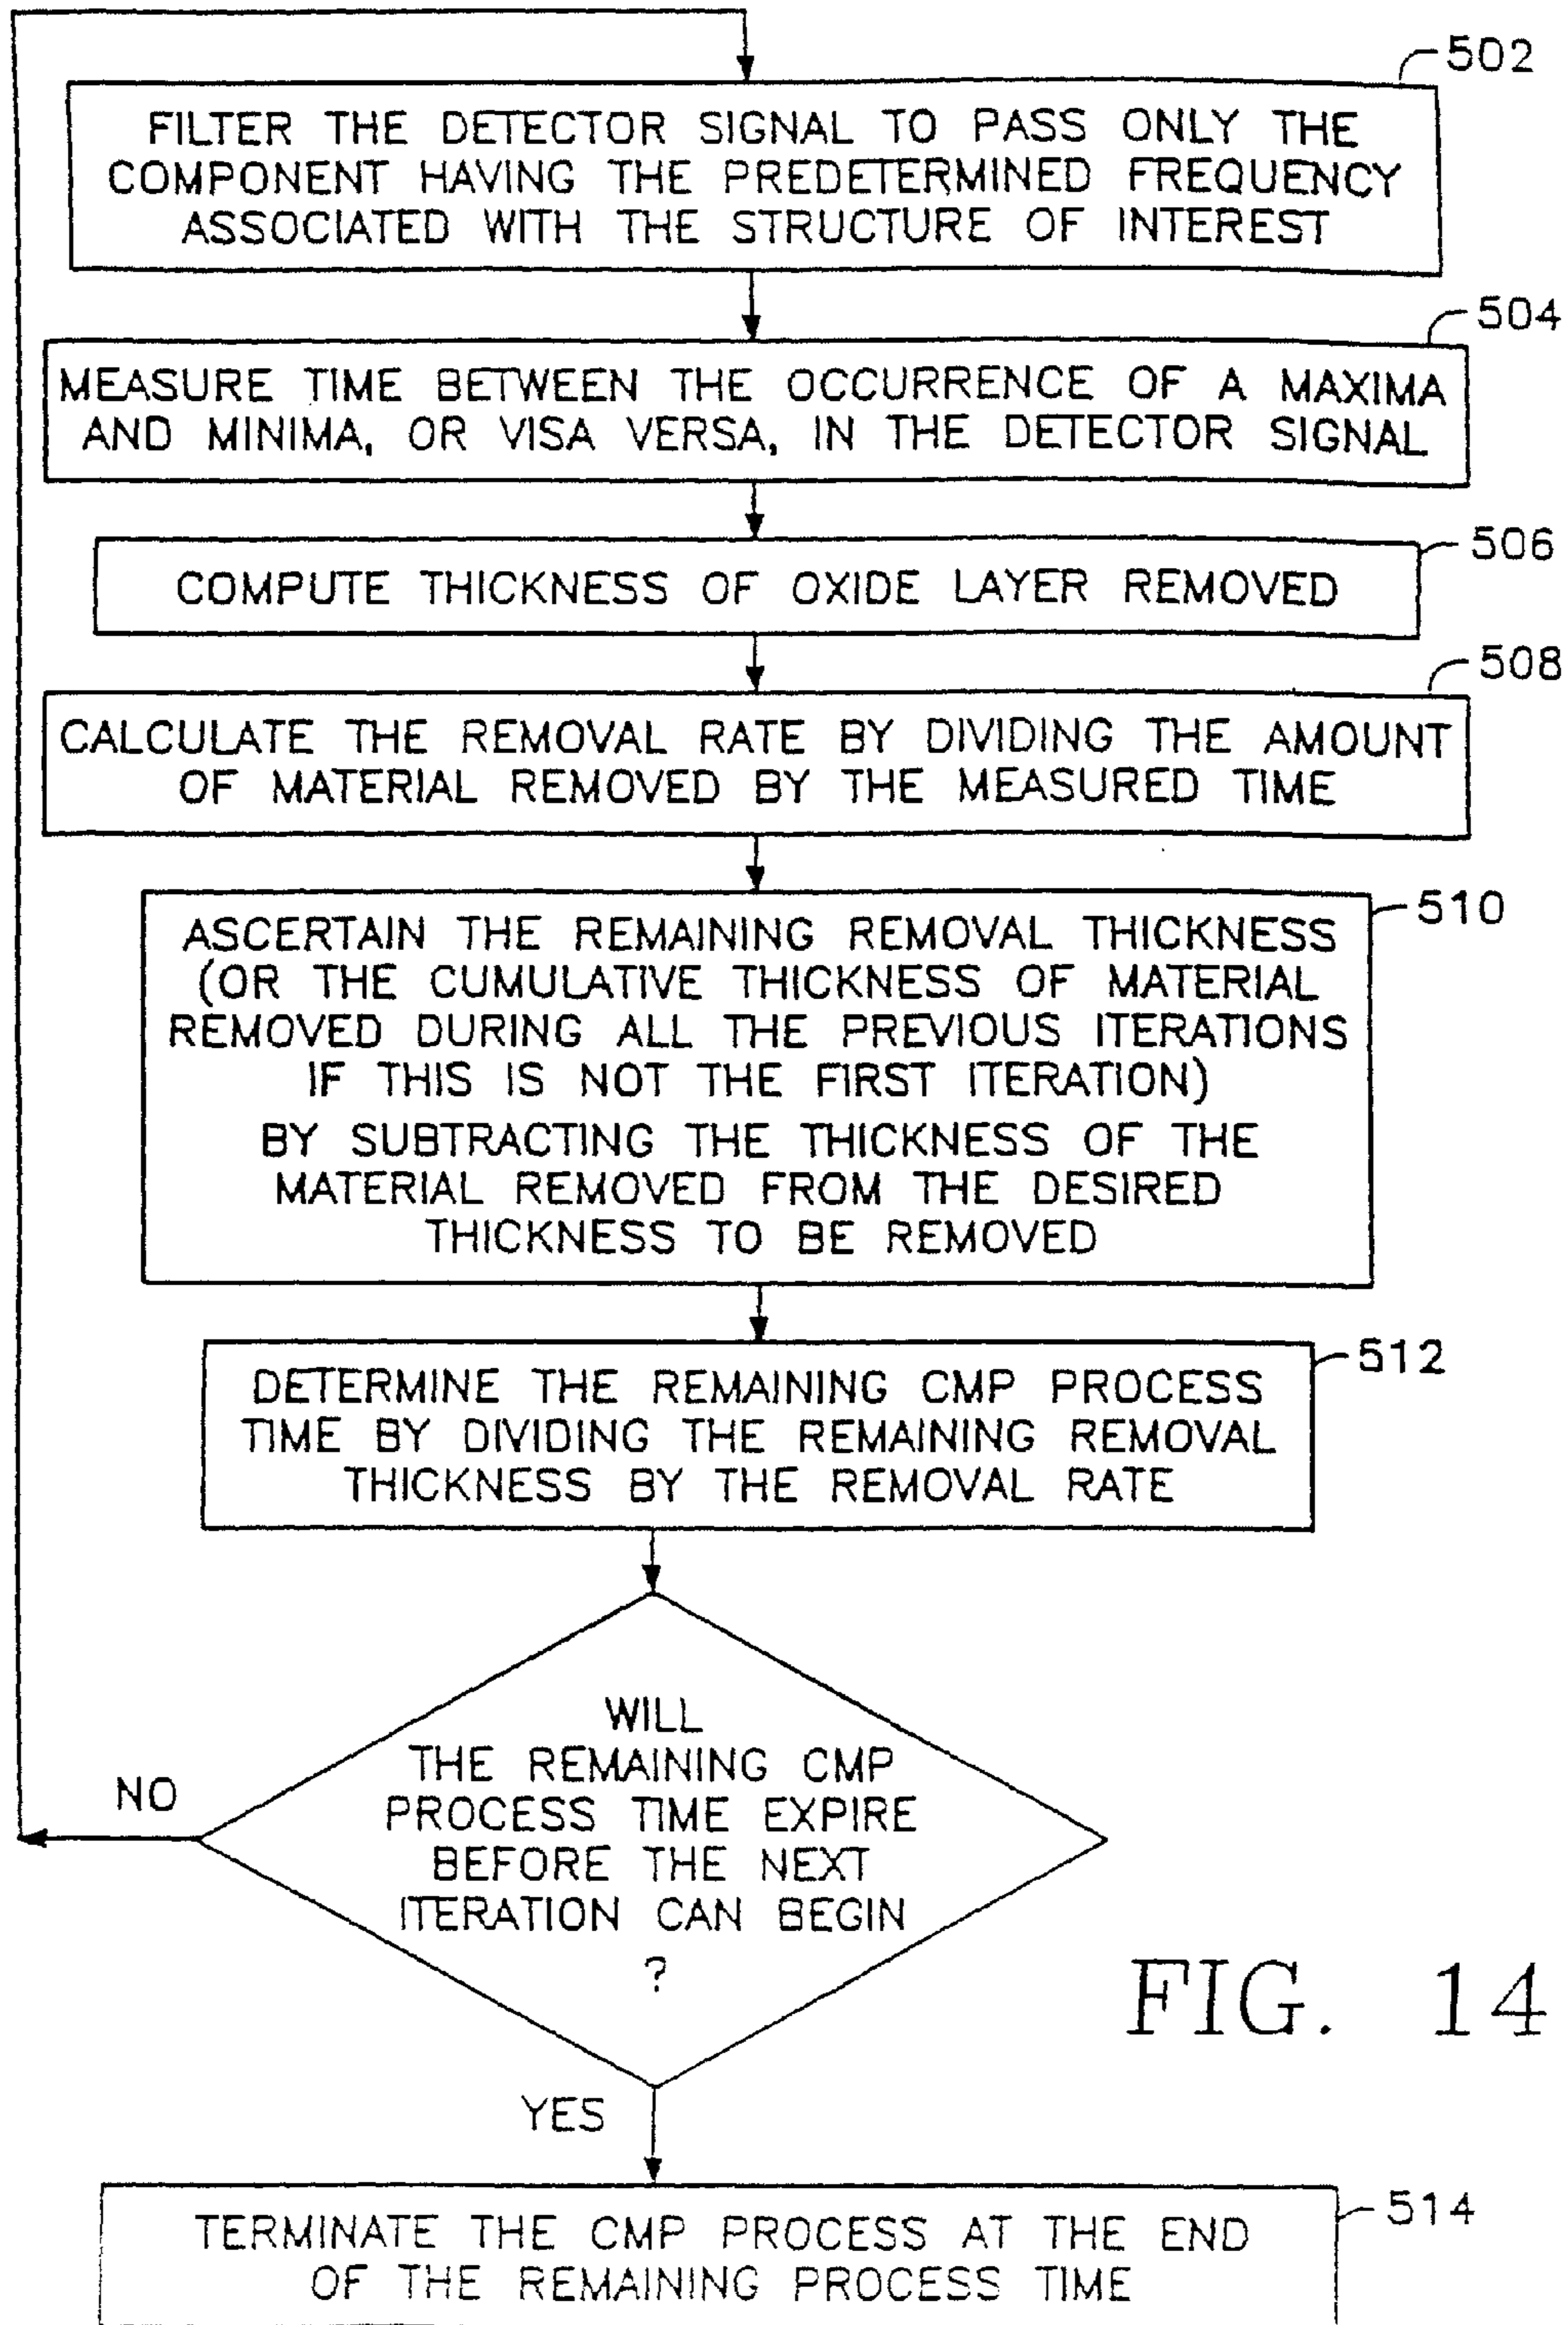 502
FILTER THE DETECTOR SIGNAL TO PASS ONLY THE
COMPONENT HAVING THE PREDETERMINED FREQUENCY
ASSOCIATED WITH THE STRUCTURE OF INTEREST
504
MEASURE TIME BETWEEN THE OCCURRENCE OF A MAXIMA
AND MINIMA, OR VISA VERSA, IN THE DETECTOR SIGNAL
506
COMPUTE THICKNESS OF OXIDE LAYER REMOVED
508
CALCULATE THE REMOVAL RATE BY DIVIDING THE AMOUNT
OF MATERIAL REMOVED BY THE MEASURED TIME
510
ASCERTAIN THE REMAINING REMOVAL THICKNESS
(OR THE CUMULATIVE THICKNESS OF MATERIAL
REMOVED DURING ALL THE PREVIOUS ITERATIONS
IF THIS IS NOT THE FIRST ITERATION)
BY SUBTRACTING THE THICKNESS OF THE
MATERIAL REMOVED FROM THE DESIRED
THICKNESS TO BE REMOVED
512
DETERMINE THE REMAINING CMP PROCESS
TIME BY DIVIDING THE REMAINING REMOVAL
THICKNESS BY THE REMOVAL RATE
WILL
THE REMAINING CMP
PROCESS TIME EXPIRE
BEFORE THE NEXT
ITERATION CAN BEGIN
?
NO
FIG. 14
YES
514
TERMINATE THE CMP PROCESS AT THE END
OF THE REMAINING PROCESS TIME